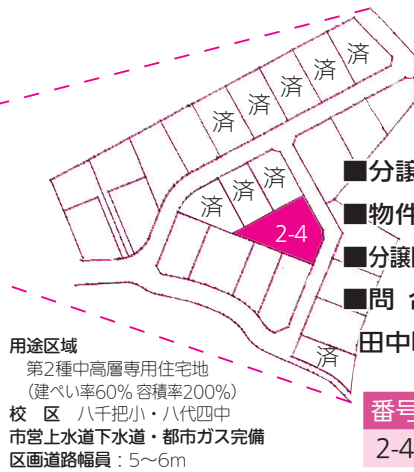 済
済
済
済
済
済
済
済
2-4
■分譲
■物件
■分譲
■問 合
田中
済
用途区域
第2種中高層専用住宅地
(建ぺい率60% 容積率200%)
校 区 八千把小・八代四中
市営上水道下水道・都市ガス完備
区画道路幅員：5〜6m
番号
2-4